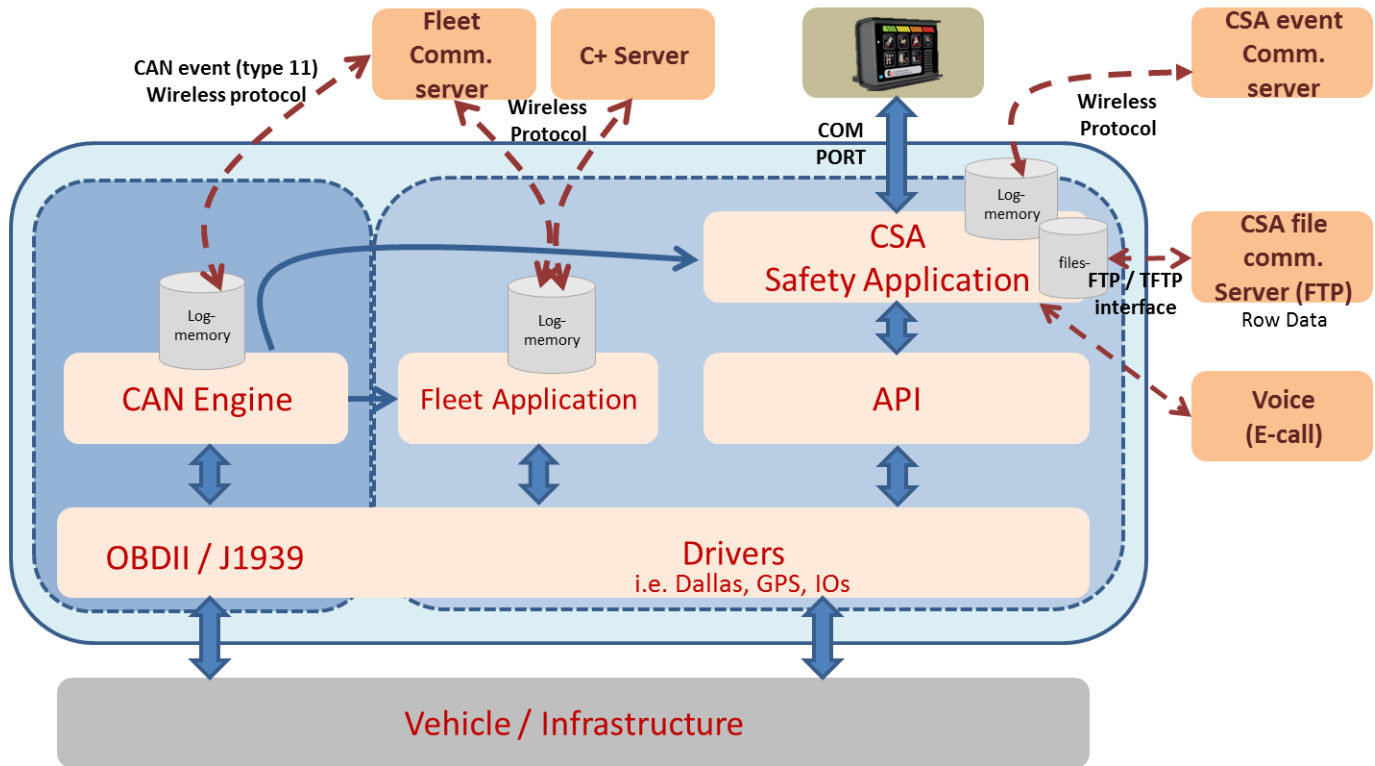 Fleet
Comm.
server
C+ Server
CSA event
Comm.
server
CAN event (type 11)
Wireless protocol
Wireless
Protocol
COM
PORT
Wireless
Protocol
Log-
memory
CSA
Safety Application
files-
FTP / TFTP
interface
CSA file
comm.
Server (FTP)
Row Data
Log-
memory
Log-
memory
CAN Engine
Fleet Application
API
Voice
(E-call)
OBDII / J1939
Drivers
i.e. Dallas, GPS, IOs
Vehicle / Infrastructure